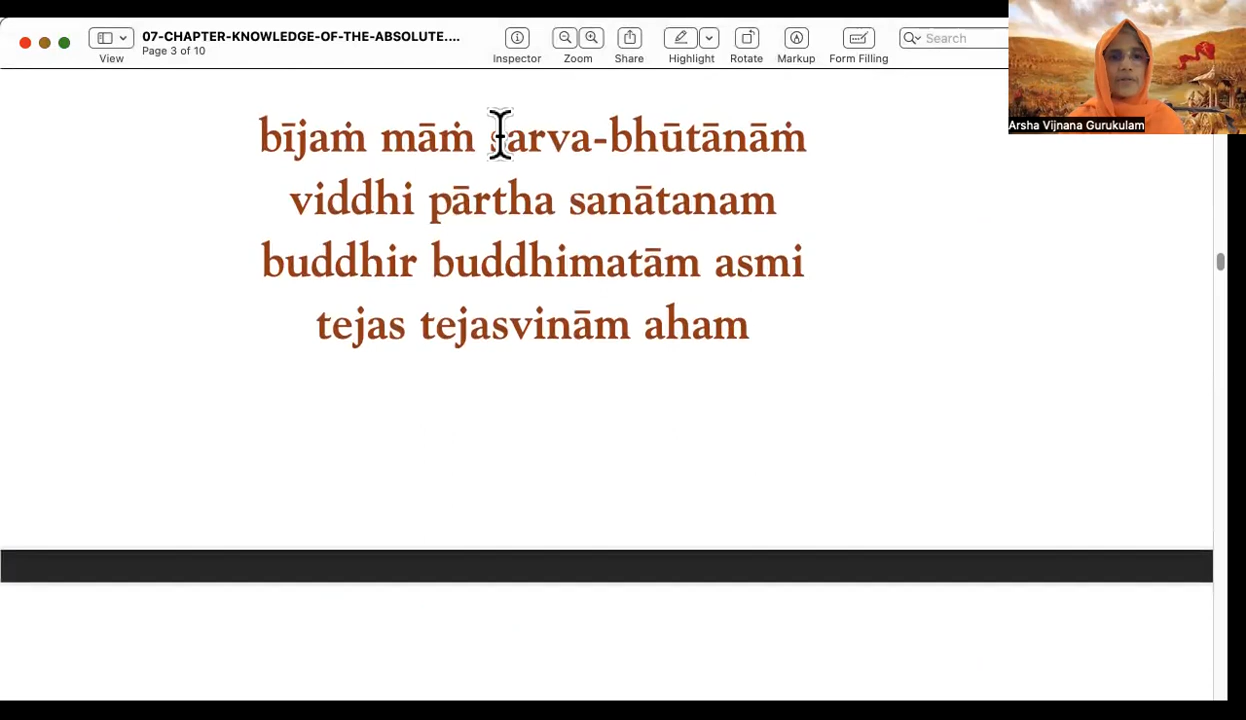 07-CHAPTER-KNOWLEDGE-OF-THE-ABSOLUTE....
Page 3 of 10
View
Inspector
Zoom
Share
Highlight
Rotate
Markup
Form Filling
Search
Arsha Vijnana Gurukulam
bījaṁ māṁ sarva-bhūtānāṁ
viddhi pārtha sanātanam
buddhir buddhimatām asmi
tejas tejasvinām aham